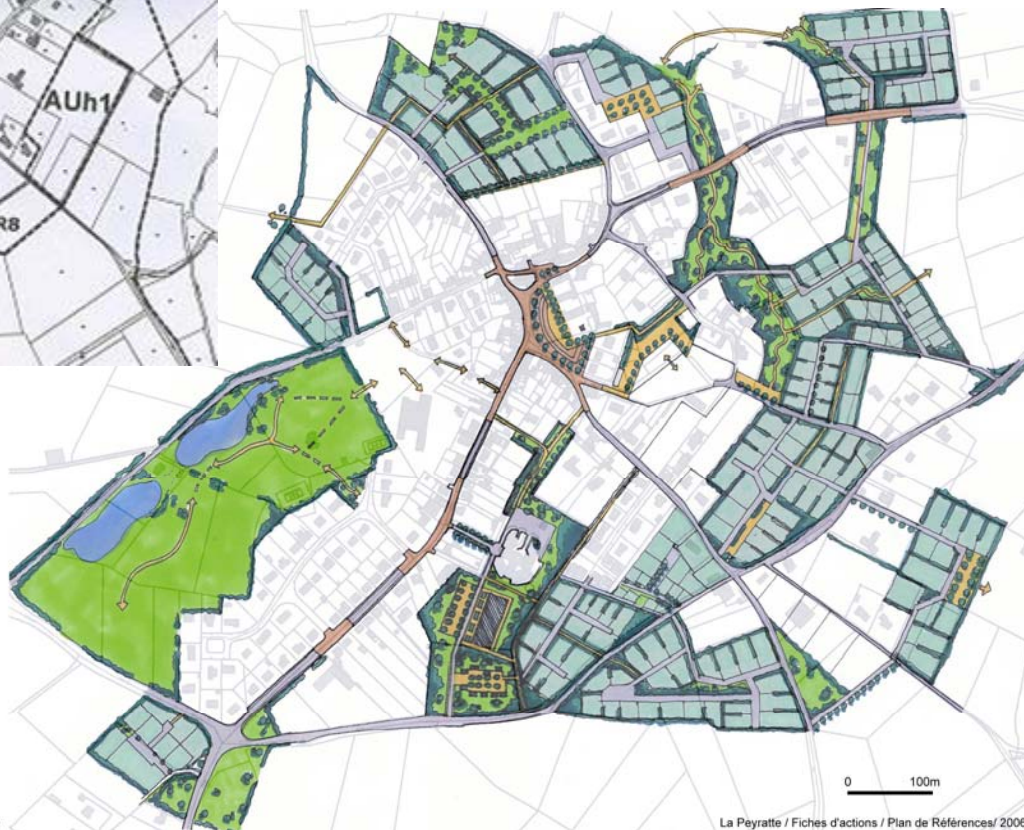 AUh1
R8
0 100m
La Peyratte / Fiches d'actions / Plan de Références/ 2006